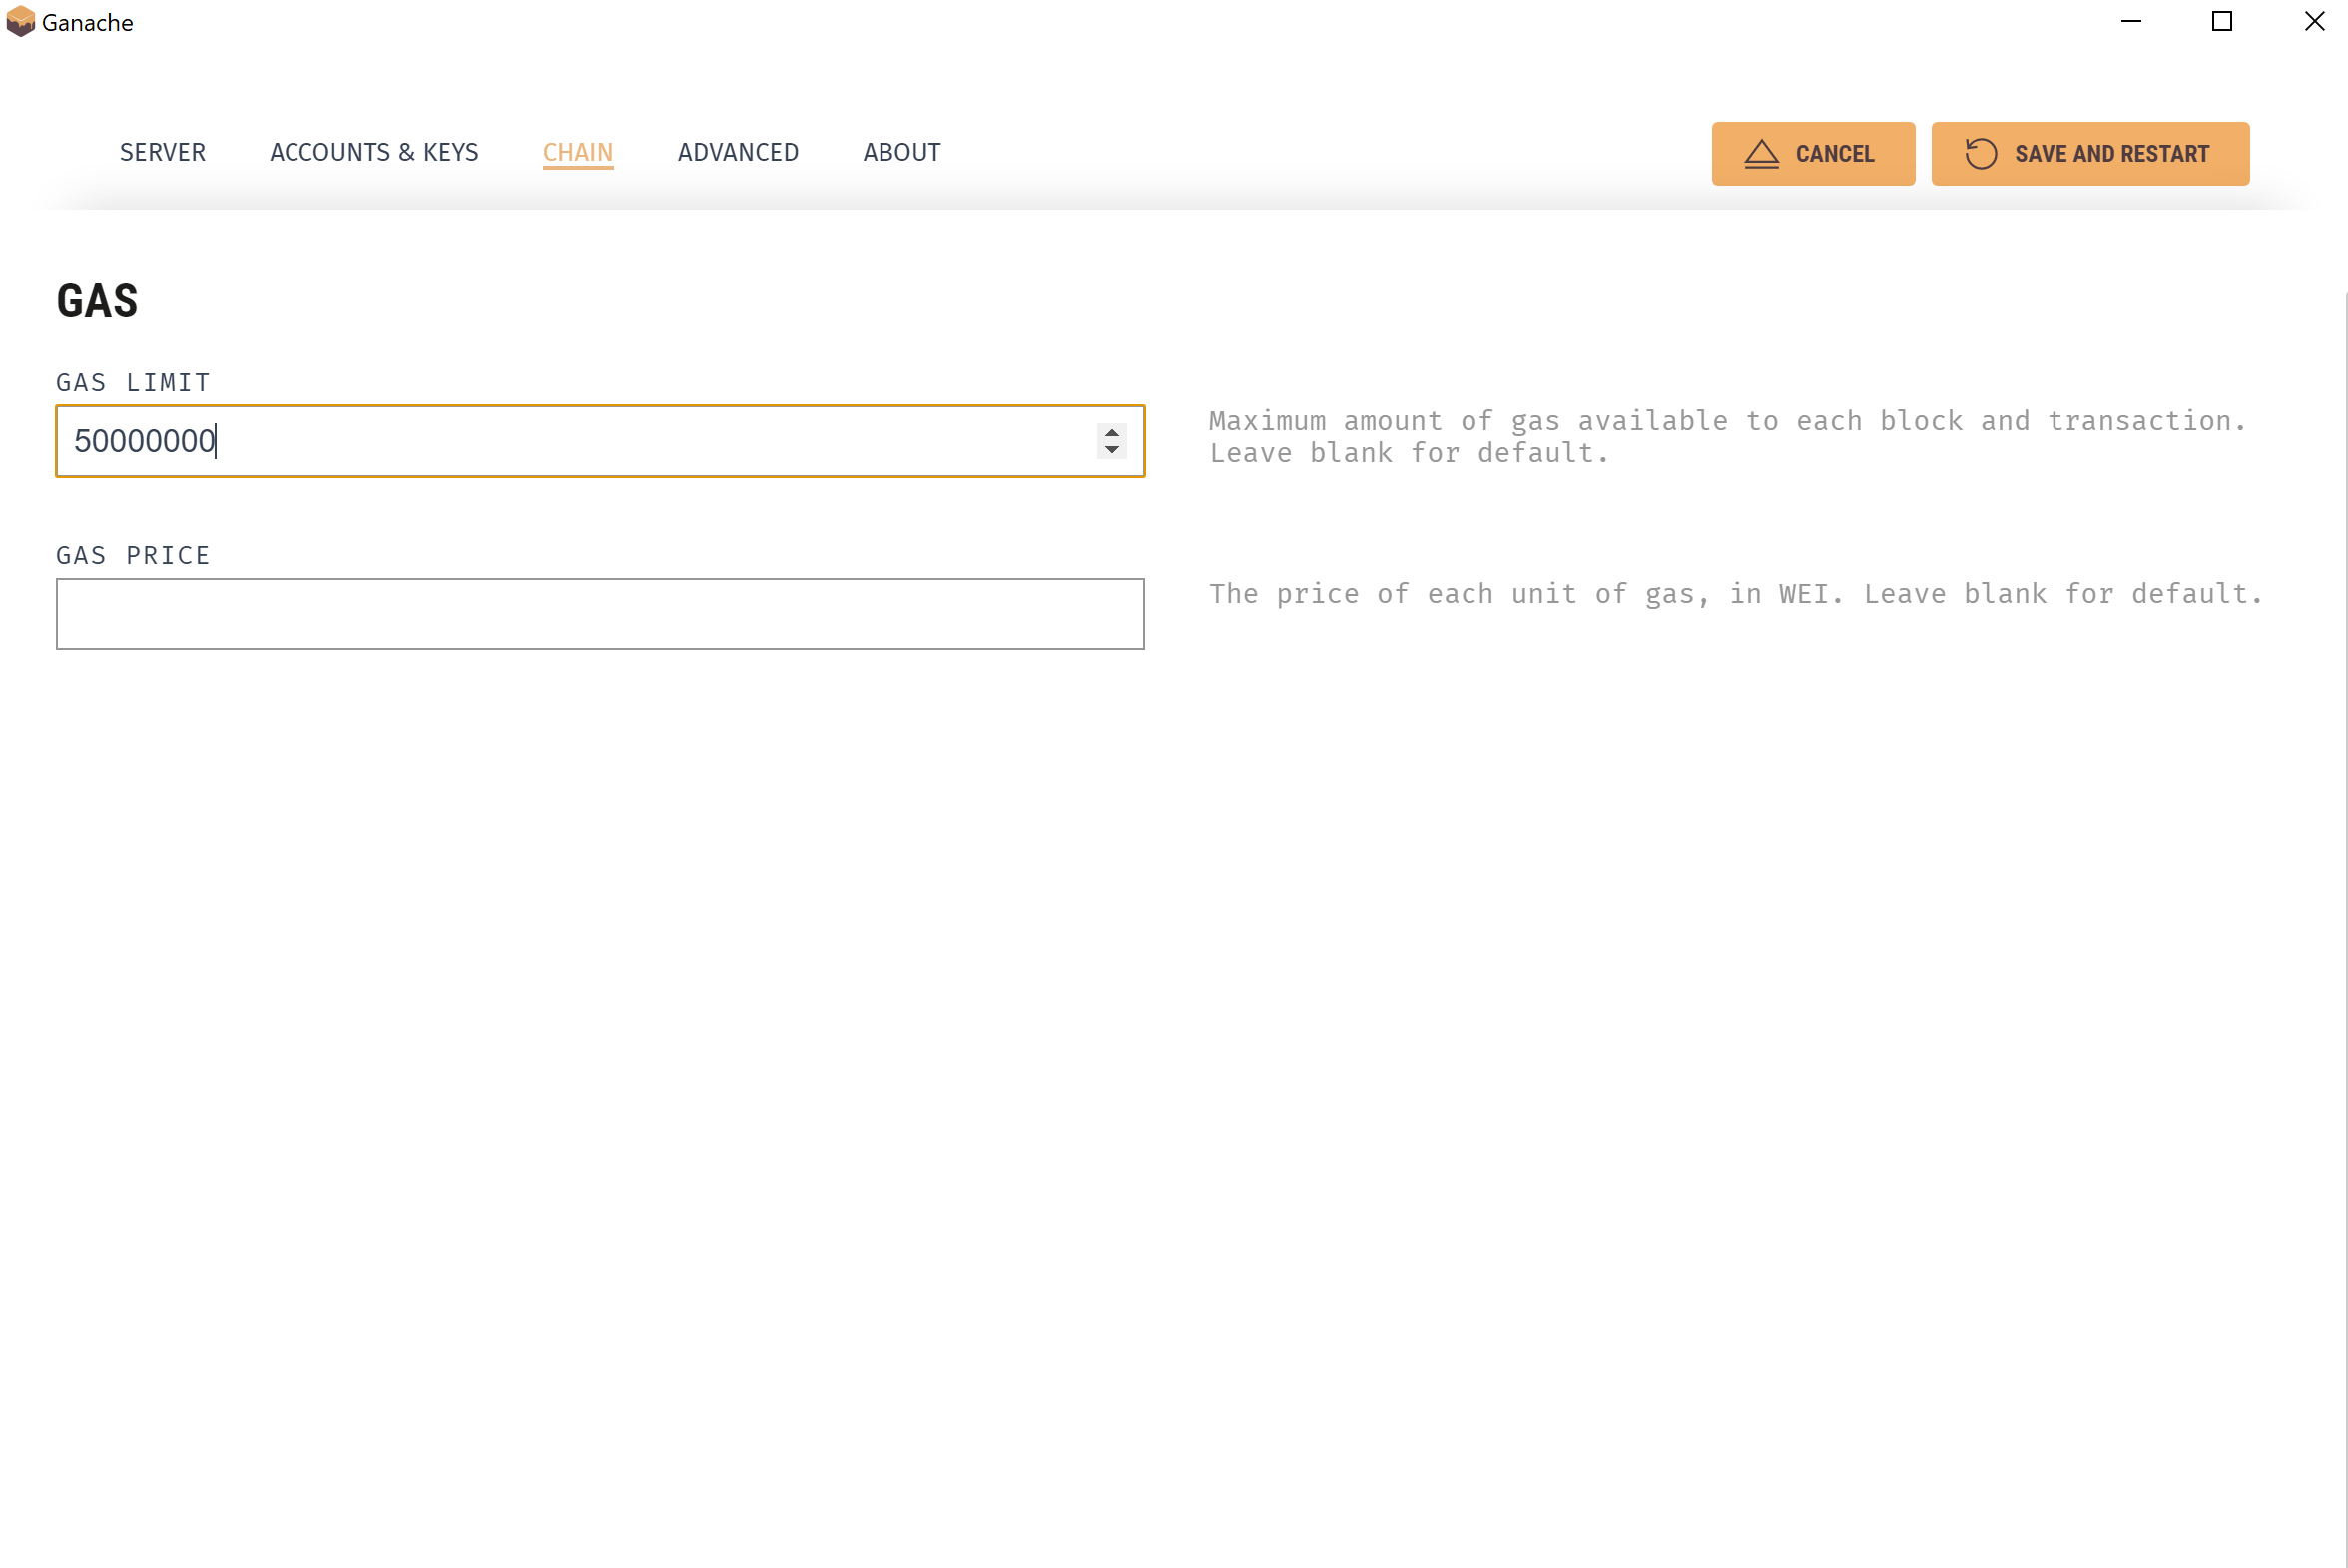 Ganache
SERVER ACCOUNTS & KEYS CHAIN ADVANCED ABOUT CANCEL SAVE AND RESTART
GAS
GAS LIMIT
50000000
Maximum amount of gas available to each block and transaction.
Leave blank for default.
GAS PRICE
The price of each unit of gas, in WEI. Leave blank for default.